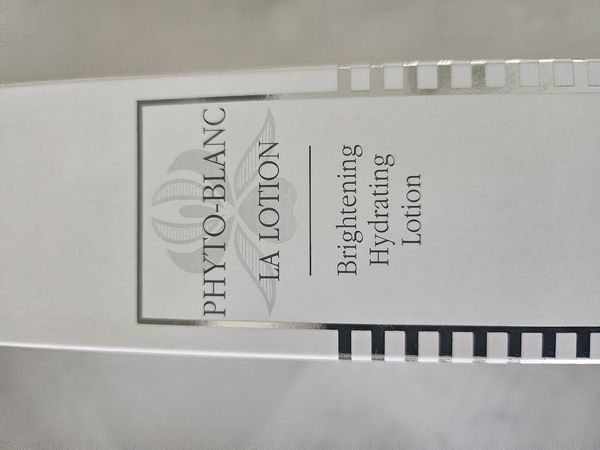 PHYTO-BLANC
LA LOTION
Brightening
Hydrating
Lotion